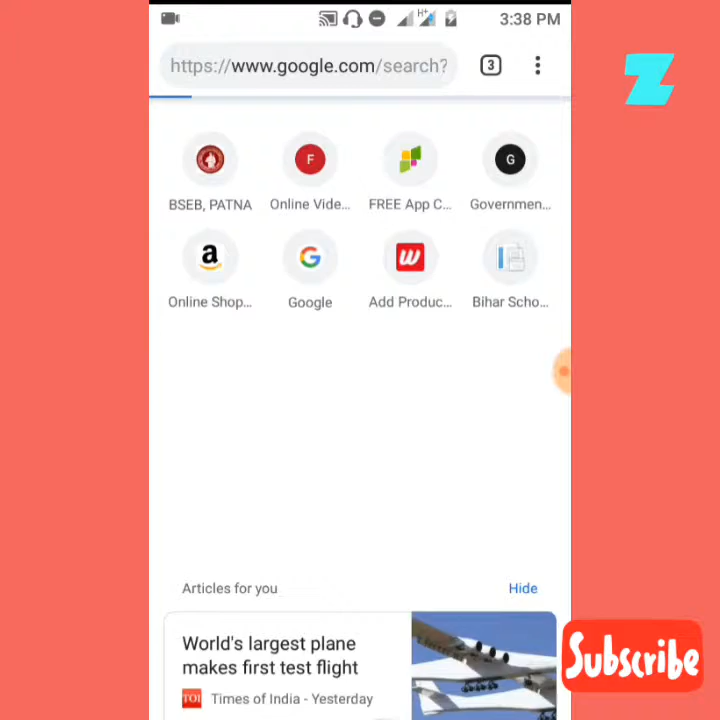 H+
3:38 PM
https://www.google.com/search?
3
Z
F
G
BSEB, PATNA
Online Vide...
FREE App C...
Governmen...
a
G
w
Online Shop...
Google
Add Produc...
Bihar Scho...
Articles for you
Hide
World's largest plane
makes first test flight
TOI
Times of India - Yesterday
Subscribe